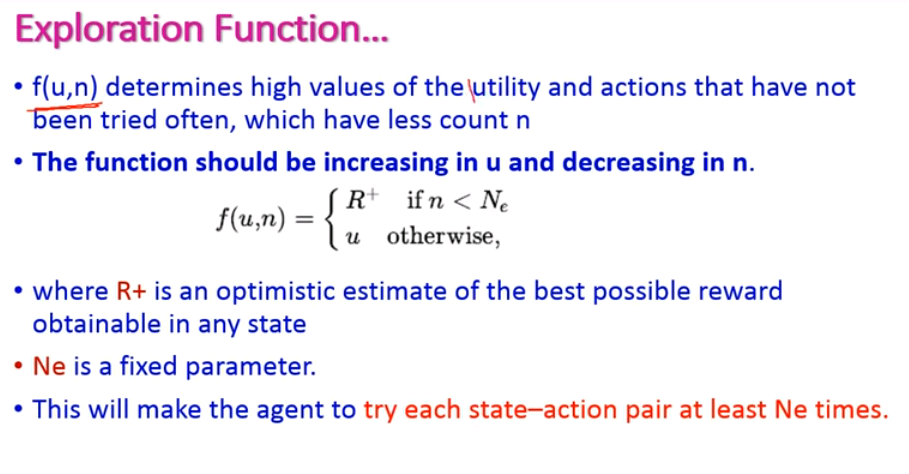 Exploration Function...
• f(u,n) determines high values of the utility and actions that have not
been tried often, which have less count n
• The function should be increasing in u and decreasing in n.
f(u,n) = { R⁺ if n < Nₑ
u otherwise,
• where R+ is an optimistic estimate of the best possible reward
obtainable in any state
• Ne is a fixed parameter.
• This will make the agent to try each state–action pair at least Ne times.